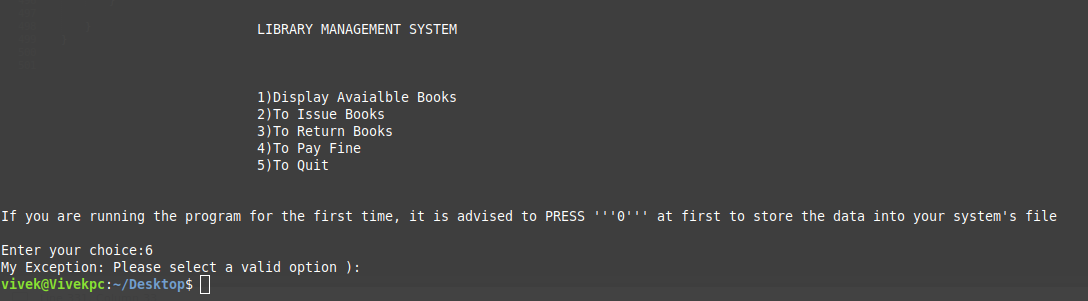 LIBRARY MANAGEMENT SYSTEM
1)Display Avaialble Books
2)To Issue Books
3)To Return Books
4)To Pay Fine
5)To Quit
If you are running the program for the first time, it is advised to PRESS '''0''' at first to store the data into your system's file
Enter your choice:6
My Exception: Please select a valid option ):
vivek@Vivekpc:~/Desktop$